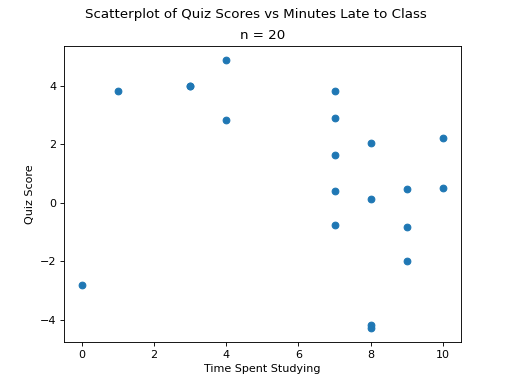 Scatterplot of Quiz Scores vs Minutes Late to Class
n = 20
4
2
0
−2
−4
Quiz Score
0 2 4 6 8 10
Time Spent Studying